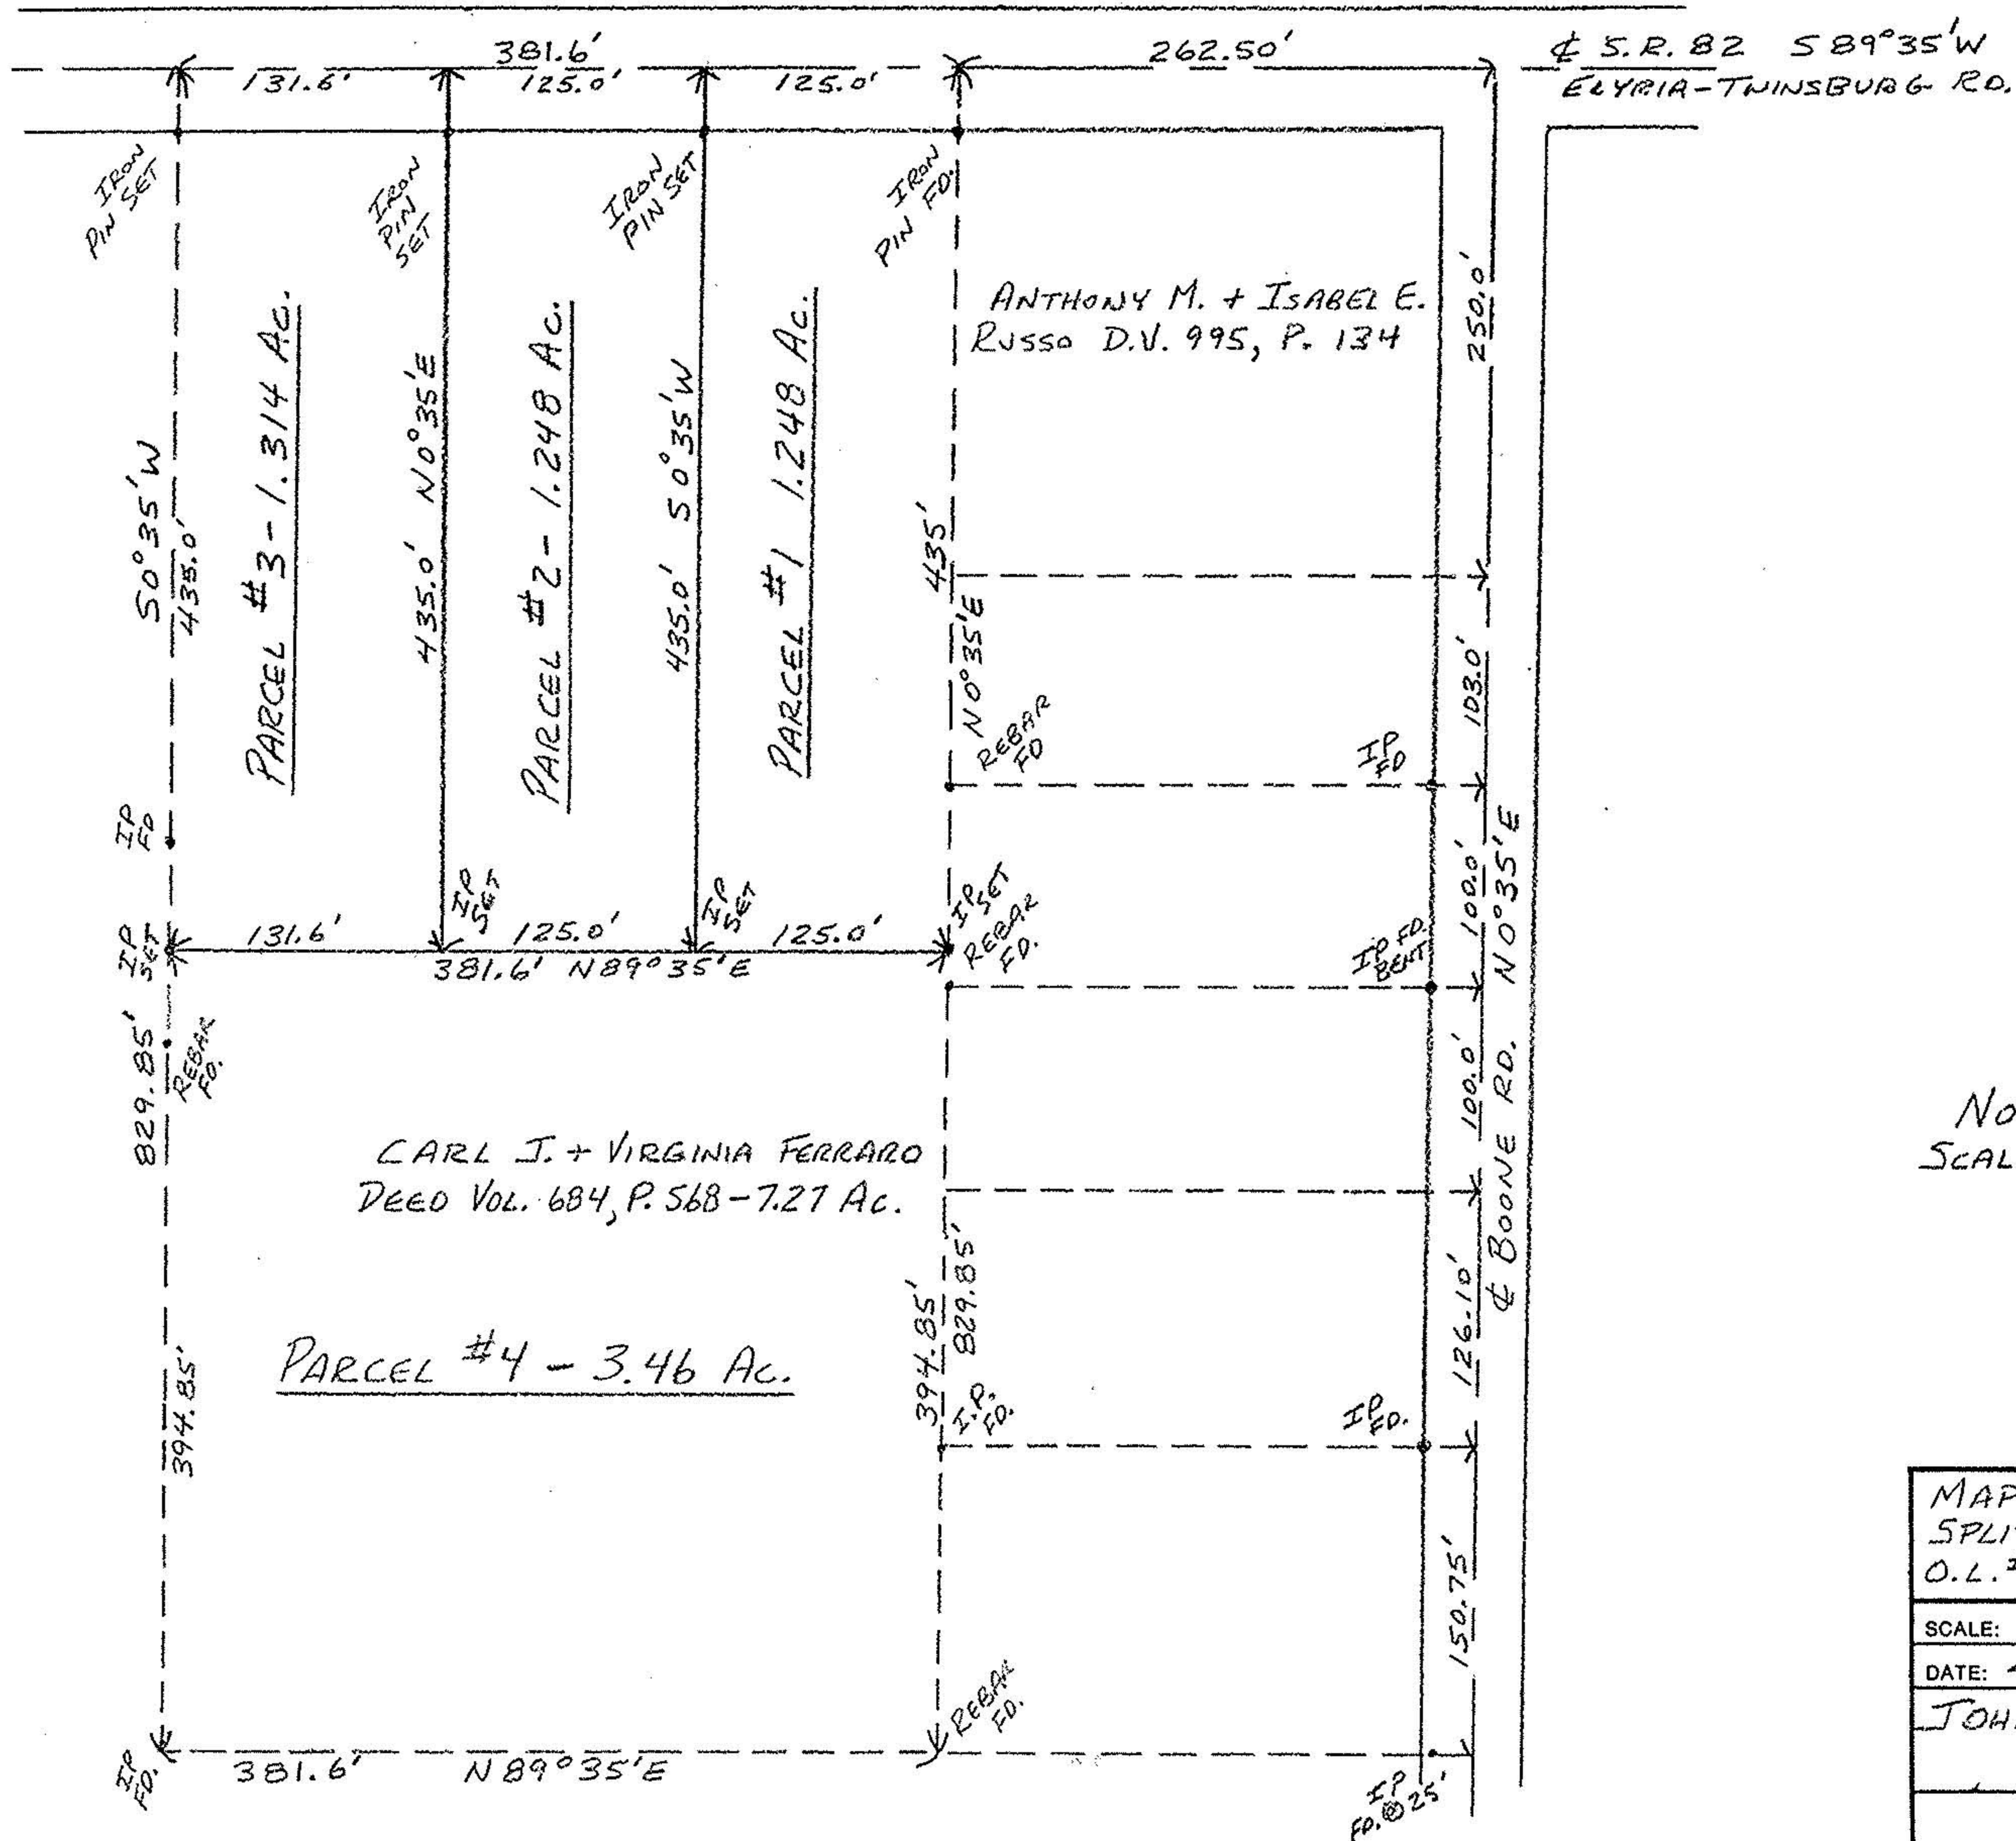 381.6'
262.50'
₵ S.R. 82 S 89°35'W
ELYRIA-TWINSBURG RD.
131.6'
125.0'
125.0'
IRON
PIN SET
IRON
PIN
SET
IRON
PIN SET
IRON
PIN FD.
ANTHONY M. + ISABEL E.
RUSSO D.V. 995, P. 134
250.0'
S0°35'W
435.0'
PARCEL #3 - 1.314 AC.
435.0' N0°35'E
PARCEL #2 - 1.248 AC.
435.0' S0°35'W
PARCEL #1 1.248 AC.
435'
N0°35'E
103.0'
REBAR
FD
IP
FD
IP
FD
100.0'
IP
SET
IP
SET
IP
SET
IP SET
REBAR
FD.
131.6'
125.0'
125.0'
381.6' N89°35'E
IP FD.
BENT
₵ BOONE RD. N0°35'E
829.85'
REBAR
FD.
100.0'
CARL J. + VIRGINIA FERRARO
DEED VOL. 684, P. 568 - 7.27 AC.
NO
SCAL
394.85'
829.85'
126.10'
PARCEL #4 - 3.46 AC.
394.85'
I.P.
FD.
IP
FD.
150.75'
REBAR
FD.
IP
FD.
381.6' N89°35'E
IP
FD. @ 25'
MAP
SPLI
O.L.
SCALE:
DATE:
JOH